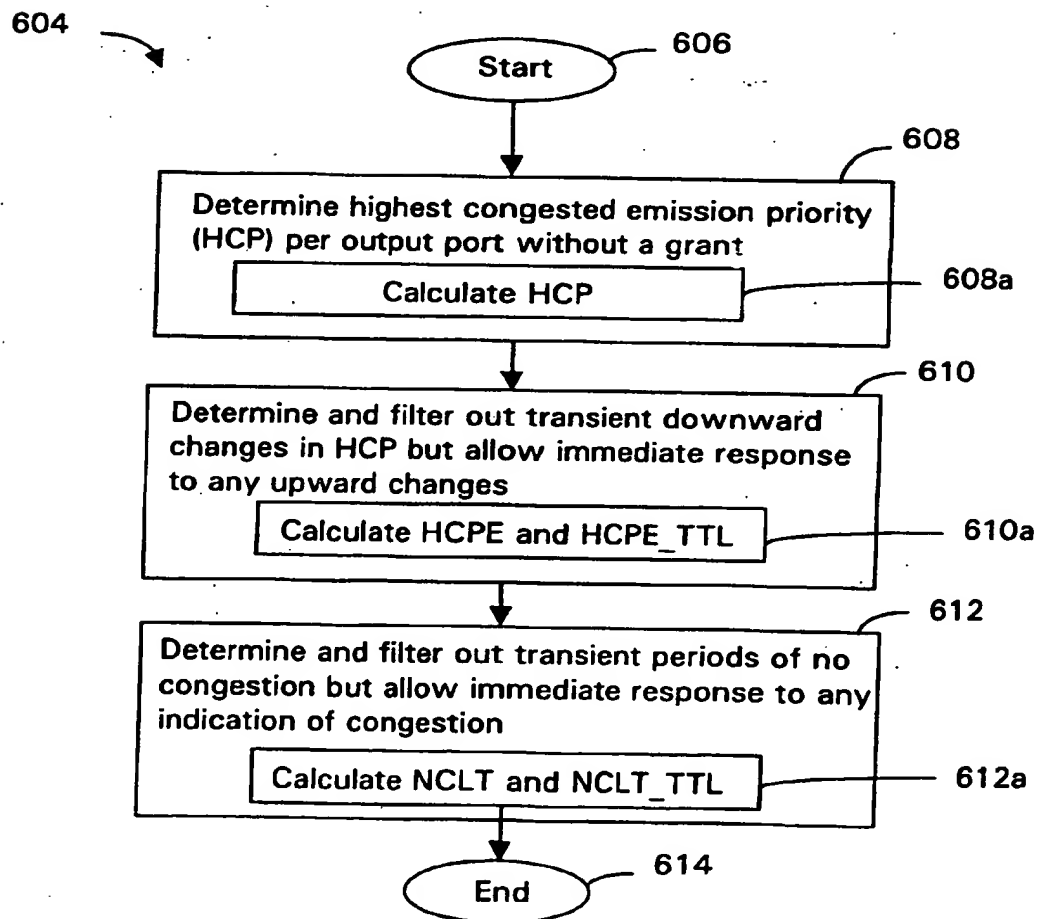 604
606
Start
608
Determine highest congested emission priority
(HCP) per output port without a grant
608a
Calculate HCP
610
Determine and filter out transient downward
changes in HCP but allow immediate response
to any upward changes
Calculate HCPE and HCPE_TTL
610a
612
Determine and filter out transient periods of no
congestion but allow immediate response to any
indication of congestion
Calculate NCLT and NCLT_TTL
612a
614
End